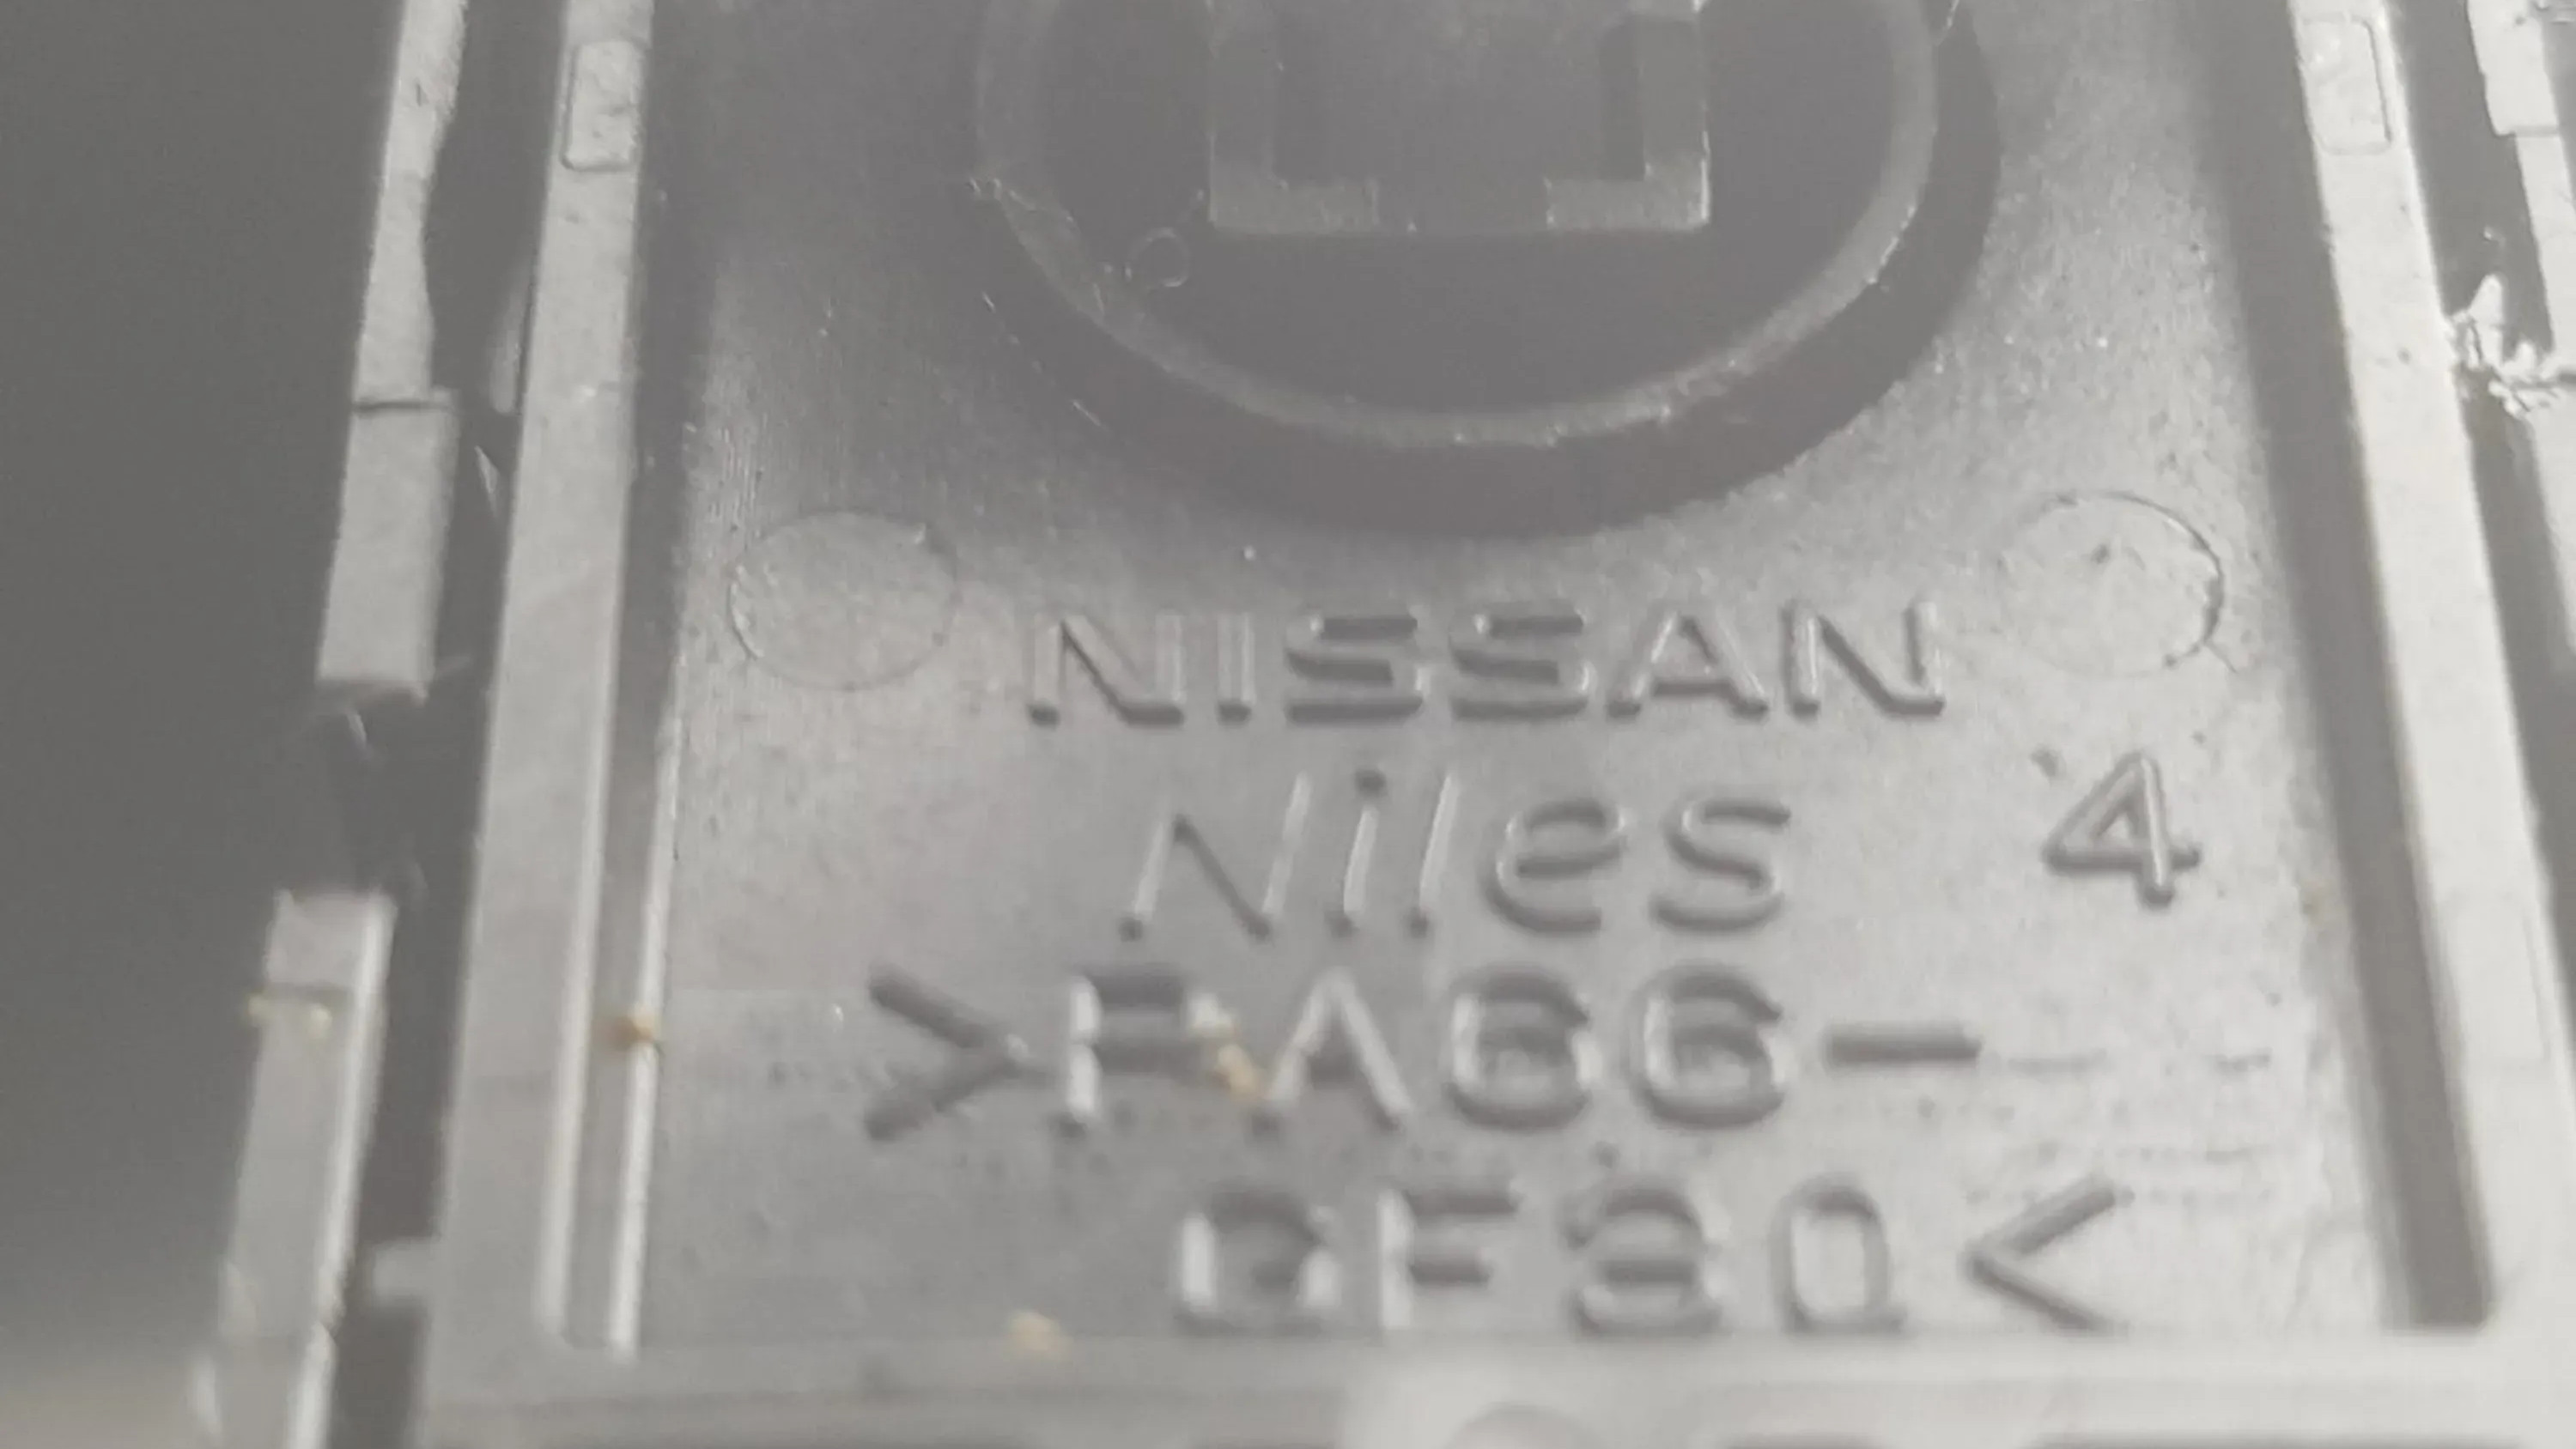 NISSAN
Niles 4
>PA66-
GF30<